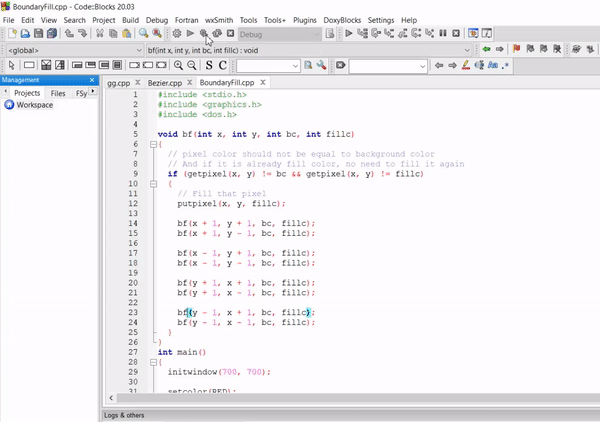 BoundaryFill.cpp - Code::Blocks 20.03
File Edit View Search Project Build Debug Fortran wxSmith Tools Tools+ Plugins DoxyBlocks Settings Help
Debug
<global> bf(int x, int y, int bc, int fillc) : void
S C
Aa .*
Management
Projects Files FSy
Workspace
gg.cpp Bezier.cpp BoundaryFill.cpp
1 #include <stdio.h>
2 #include <graphics.h>
3 #include <dos.h>
4
5 void bf(int x, int y, int bc, int fillc)
6 {
7 // pixel color should not be equal to background color
8 // And if it is already fill color, no need to fill it again
9 if (getpixel(x, y) != bc && getpixel(x, y) != fillc)
10 {
11 // Fill that pixel
12 putpixel(x, y, fillc);
13
14 bf(x + 1, y + 1, bc, fillc);
15 bf(x + 1, y - 1, bc, fillc);
16
17 bf(x - 1, y + 1, bc, fillc);
18 bf(x - 1, y - 1, bc, fillc);
19
20 bf(y + 1, x + 1, bc, fillc);
21 bf(y + 1, x - 1, bc, fillc);
22
23 bf(y - 1, x + 1, bc, fillc);
24 bf(y - 1, x - 1, bc, fillc);
25 }
26 }
27 int main()
28 {
29 initwindow(700, 700);
30
31 setcolor(RED);
Logs & others